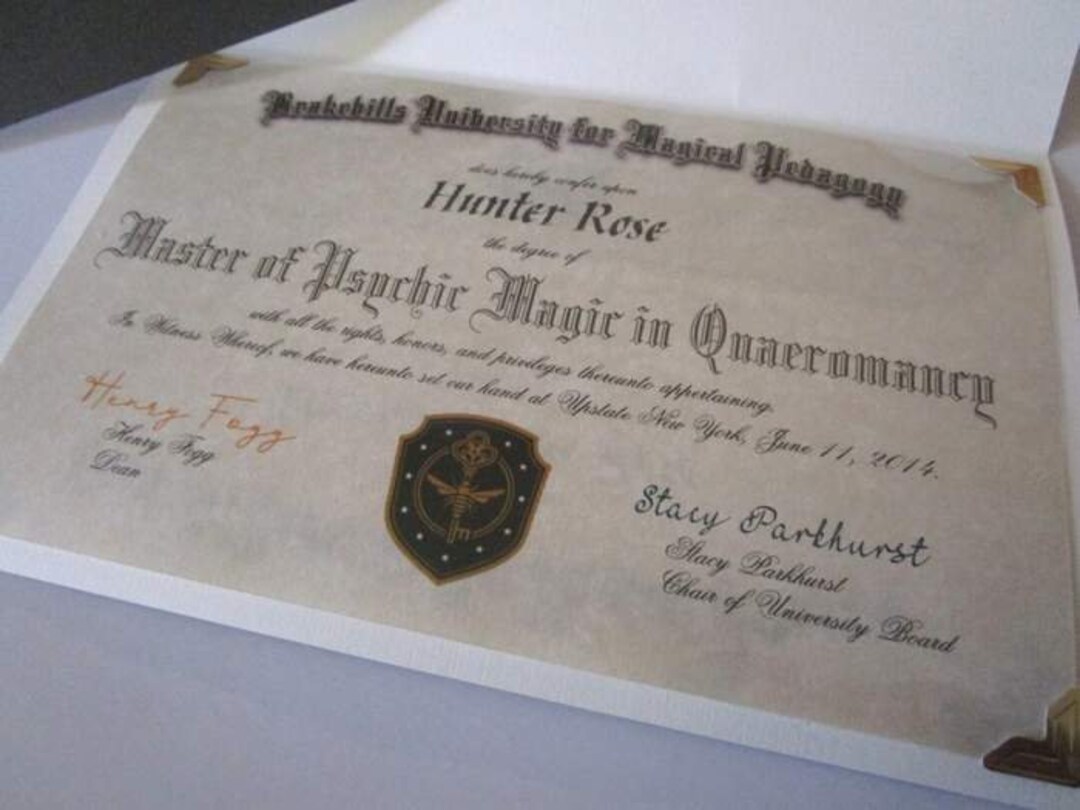 Brakebills University for Magical Pedagogy
does hereby confer upon
Hunter Rose
the degree of
Master of Psychic Magic in Quaeromancy
with all the rights, honors, and privileges thereunto appertaining.
In Witness Whereof, we have hereunto set our hand at Upstate New York, June 11, 2014.
Henry Fogg
Henry Fogg
Dean
Stacy Parkhurst
Stacy Parkhurst
Chair of University Board